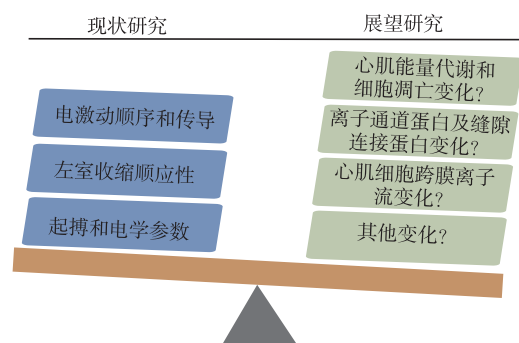 现状研究
展望研究
电激动顺序和传导
左室收缩顺应性
起搏和电学参数
心肌能量代谢和
细胞凋亡变化?
离子通道蛋白及缝隙
连接蛋白变化?
心肌细胞跨膜离子
流变化?
其他变化?